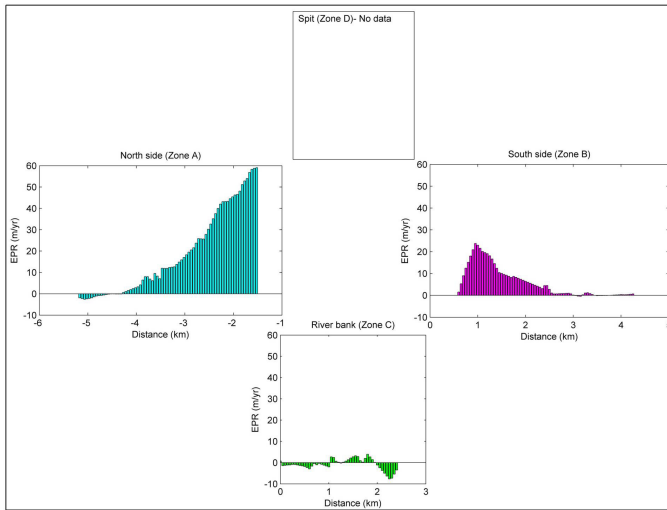 Spit (Zone D)- No data
North side (Zone A)
60
50
40
30
20
10
0
-10
EPR (m/yr)
-6 -5 -4 -3 -2 -1
Distance (km)
South side (Zone B)
60
50
40
30
20
10
0
-10
EPR (m/yr)
0 1 2 3 4
Distance (km)
River bank (Zone C)
60
50
40
30
20
10
0
-10
EPR (m/yr)
0 1 2 3
Distance (km)